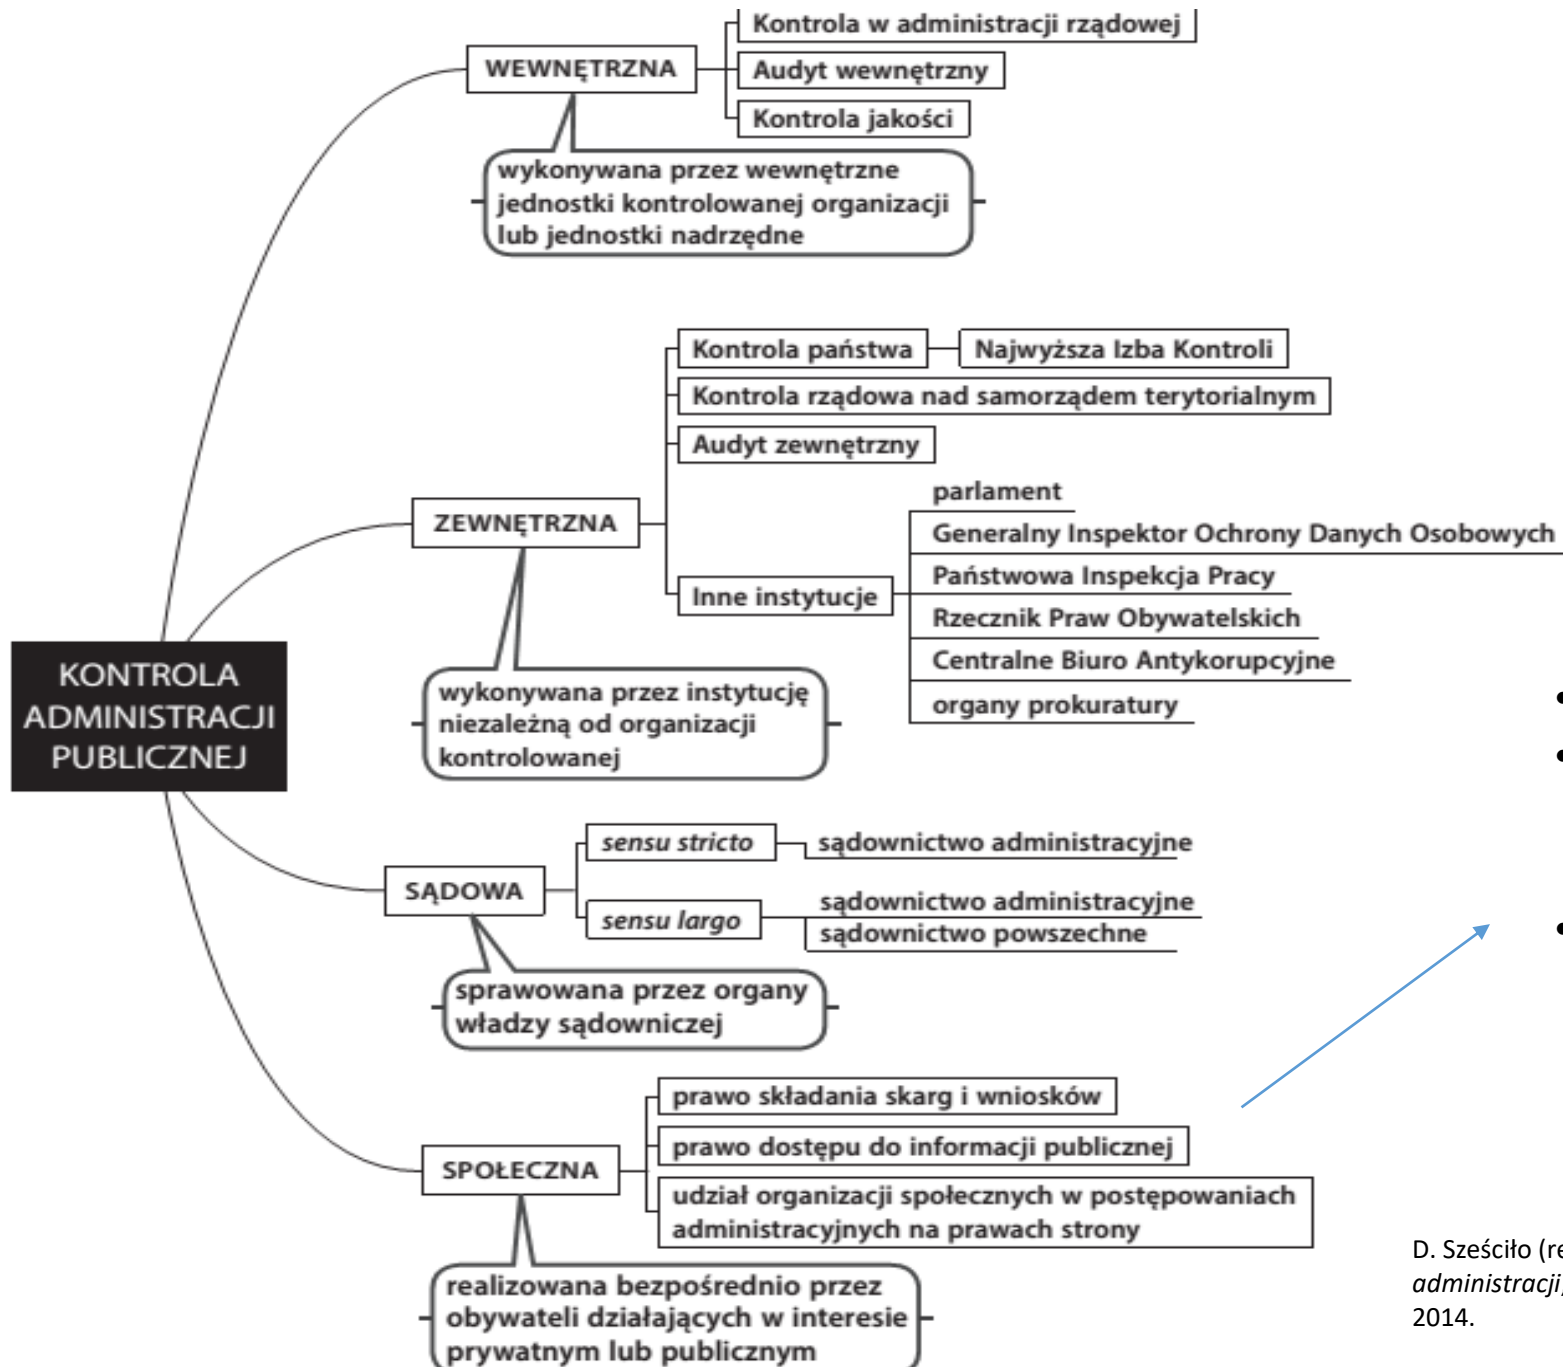 Kontrola w administracji rządowej
WEWNĘTRZNA
Audyt wewnętrzny
Kontrola jakości
wykonywana przez wewnętrzne
jednostki kontrolowanej organizacji
lub jednostki nadrzędne
Kontrola państwa
Najwyższa Izba Kontroli
Kontrola rządowa nad samorządem terytorialnym
Audyt zewnętrzny
ZEWNĘTRZNA
Inne instytucje
parlament
Generalny Inspektor Ochrony Danych Osobowych
Państwowa Inspekcja Pracy
Rzecznik Praw Obywatelskich
Centralne Biuro Antykorupcyjne
organy prokuratury
wykonywana przez instytucję
niezależną od organizacji
kontrolowanej
KONTROLA
ADMINISTRACJI
PUBLICZNEJ
SĄDOWA
sensu stricto
sądownictwo administracyjne
sensu largo
sądownictwo administracyjne
sądownictwo powszechne
sprawowana przez organy
władzy sądowniczej
SPOŁECZNA
prawo składania skarg i wniosków
prawo dostępu do informacji publicznej
udział organizacji społecznych w postępowaniach
administracyjnych na prawach strony
realizowana bezpośrednio przez
obywateli działających w interesie
prywatnym lub publicznym
D. Sześciło (re
administracji,
2014.